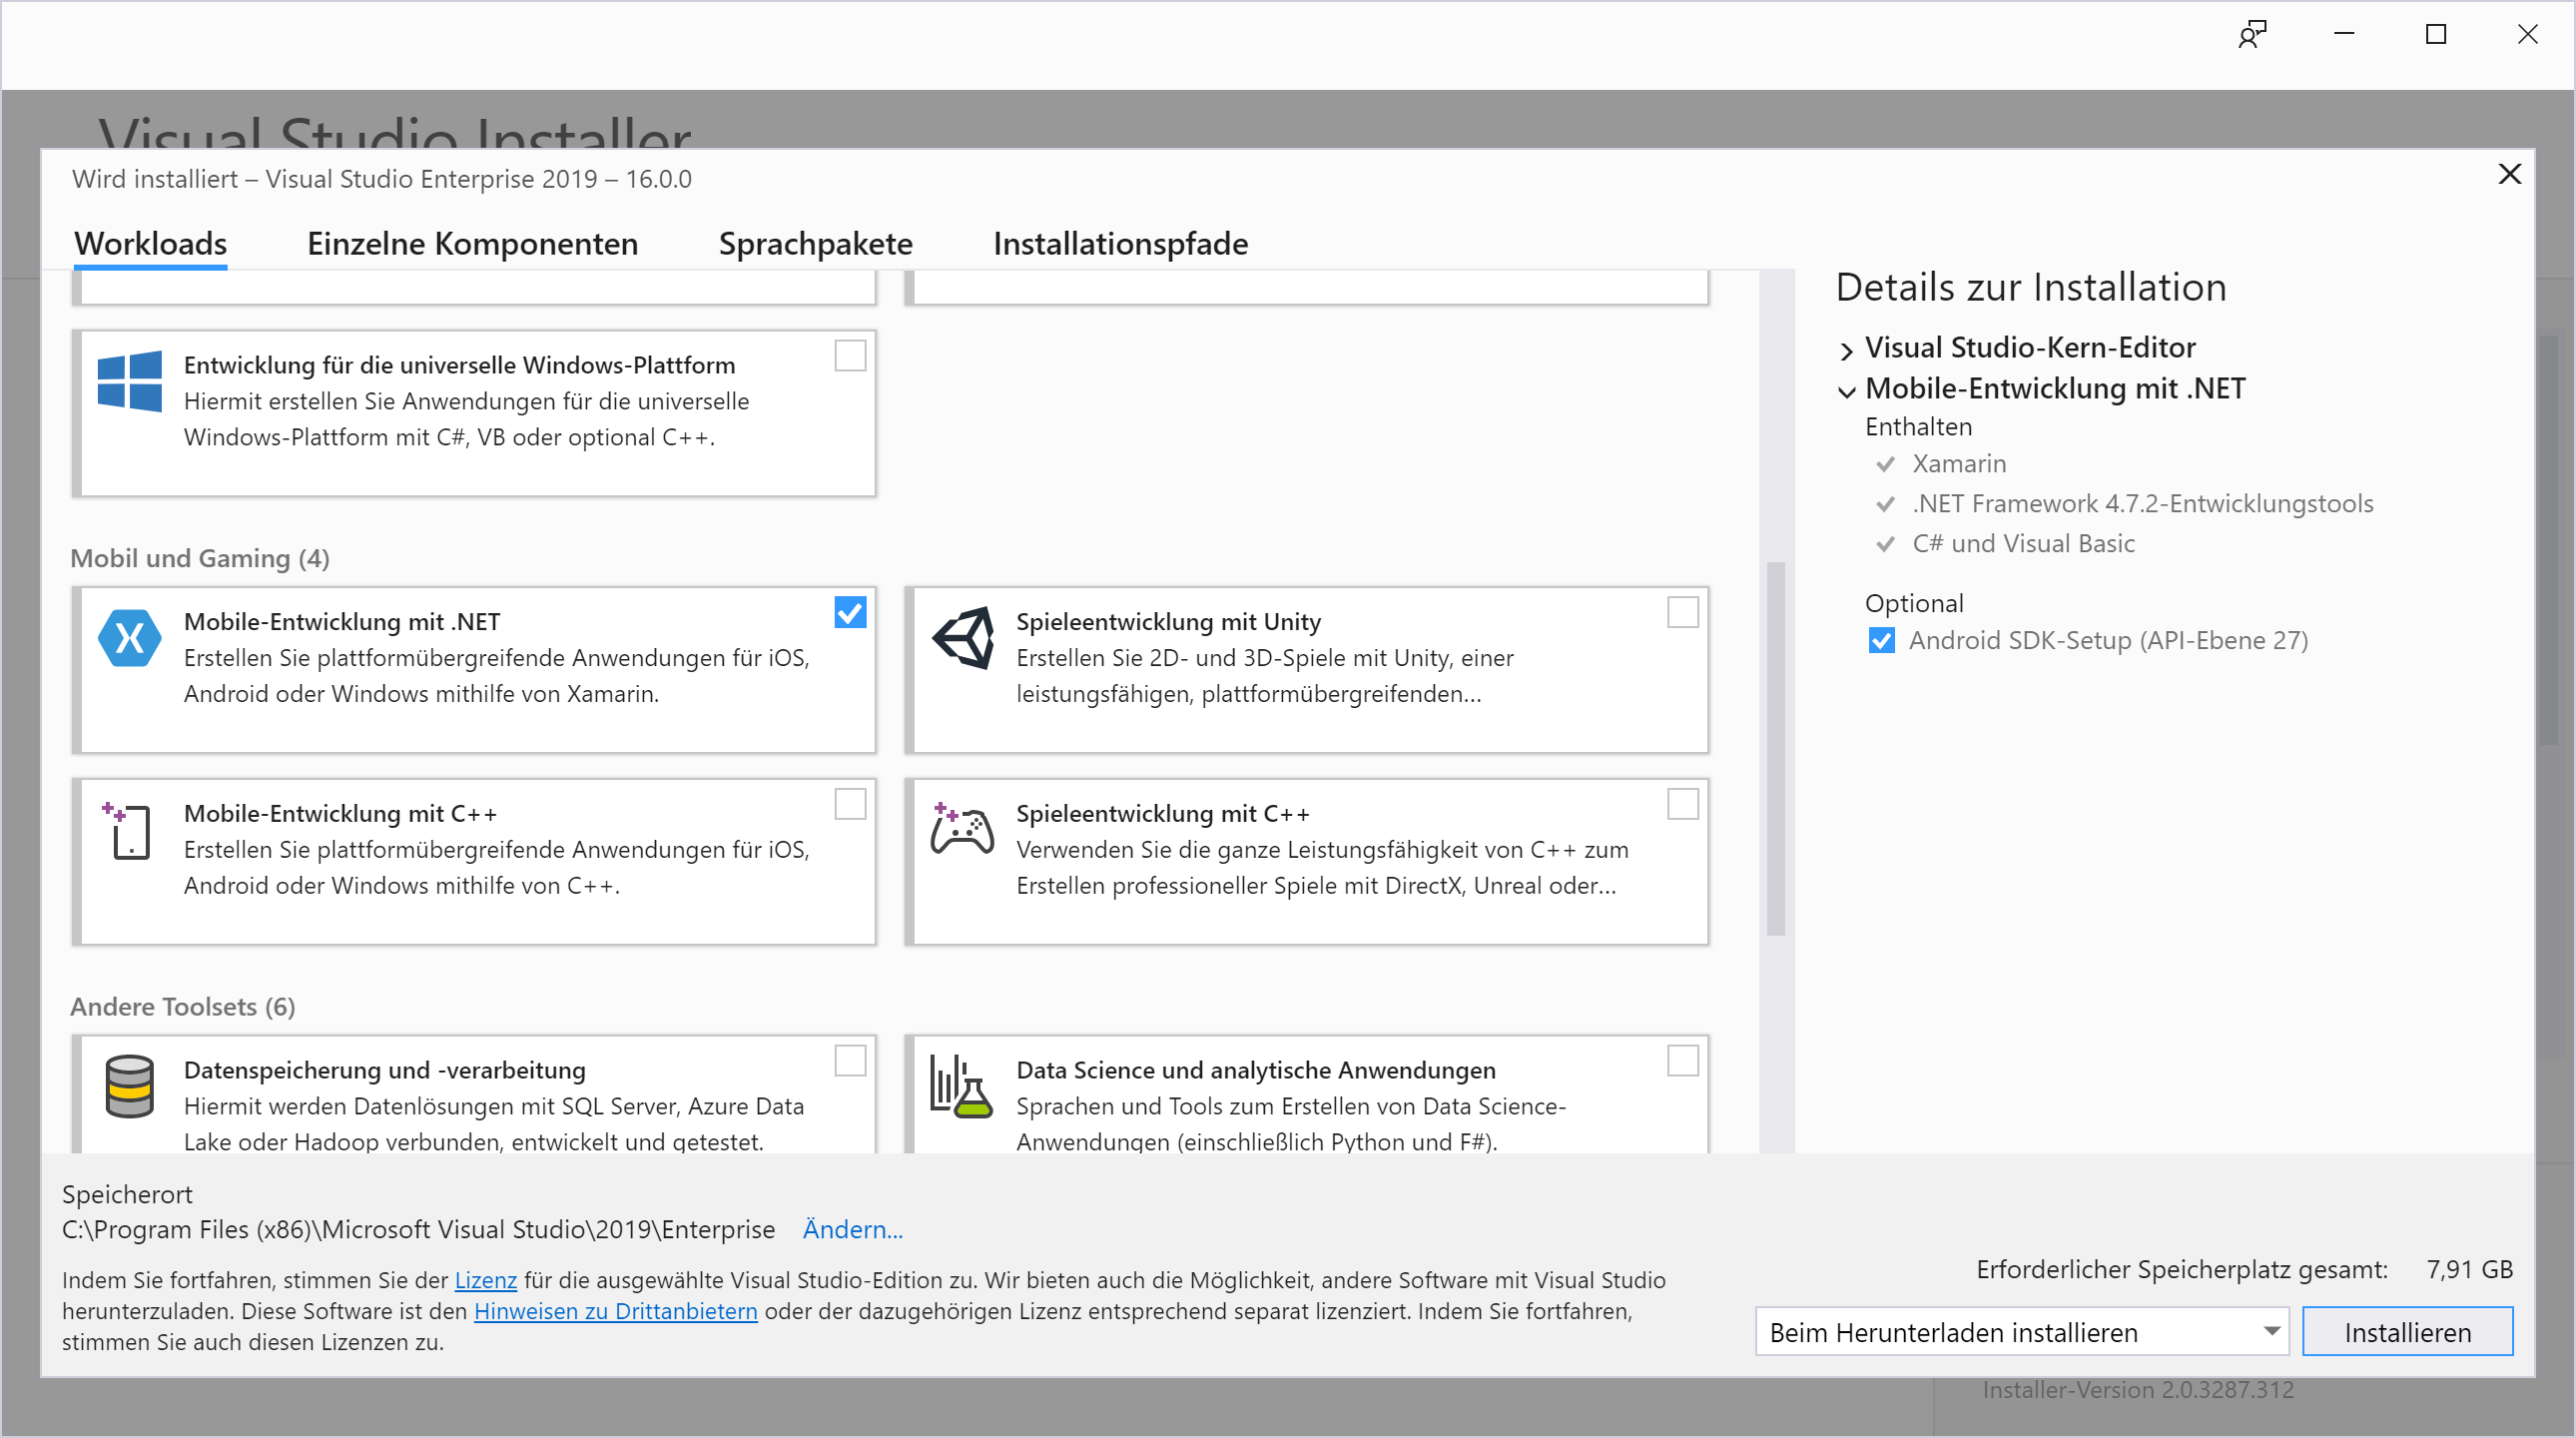 Visual Studio Installer
Wird installiert – Visual Studio Enterprise 2019 – 16.0.0
Workloads
Einzelne Komponenten
Sprachpakete
Installationspfade
Entwicklung für die universelle Windows-Plattform
Hiermit erstellen Sie Anwendungen für die universelle
Windows-Plattform mit C#, VB oder optional C++.
Mobil und Gaming (4)
Mobile-Entwicklung mit .NET
Erstellen Sie plattformübergreifende Anwendungen für iOS,
Android oder Windows mithilfe von Xamarin.
Spieleentwicklung mit Unity
Erstellen Sie 2D- und 3D-Spiele mit Unity, einer
leistungsfähigen, plattformübergreifenden...
Mobile-Entwicklung mit C++
Erstellen Sie plattformübergreifende Anwendungen für iOS,
Android oder Windows mithilfe von C++.
Spieleentwicklung mit C++
Verwenden Sie die ganze Leistungsfähigkeit von C++ zum
Erstellen professioneller Spiele mit DirectX, Unreal oder...
Andere Toolsets (6)
Datenspeicherung und -verarbeitung
Hiermit werden Datenlösungen mit SQL Server, Azure Data
Lake oder Hadoop verbunden, entwickelt und getestet.
Data Science und analytische Anwendungen
Sprachen und Tools zum Erstellen von Data Science-
Anwendungen (einschließlich Python und F#).
Details zur Installation
Visual Studio-Kern-Editor
Mobile-Entwicklung mit .NET
Enthalten
Xamarin
.NET Framework 4.7.2-Entwicklungstools
C# und Visual Basic
Optional
Android SDK-Setup (API-Ebene 27)
Speicherort
C:\Program Files (x86)\Microsoft Visual Studio\2019\Enterprise Ändern...
Indem Sie fortfahren, stimmen Sie der Lizenz für die ausgewählte Visual Studio-Edition zu. Wir bieten auch die Möglichkeit, andere Software mit Visual Studio
herunterzuladen. Diese Software ist den Hinweisen zu Drittanbietern oder der dazugehörigen Lizenz entsprechend separat lizenziert. Indem Sie fortfahren,
stimmen Sie auch diesen Lizenzen zu.
Erforderlicher Speicherplatz gesamt: 7,91 GB
Beim Herunterladen installieren
Installieren
Installer-Version 2.0.3287.312